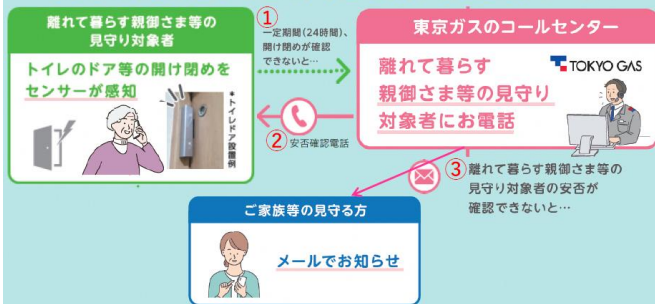 離れて暮らす親御さま等の
見守り対象者
トイレのドア等の開け閉めを
センサーが感知
*トイレドア設置例
①
一定期間(24時間)、
開け閉めが確認
できないと…
②安否確認電話
東京ガスのコールセンター
離れて暮らす
親御さま等の見守り
対象者にお電話
TOKYO GAS
③離れて暮らす親御さま等の
見守り対象者の安否が
確認できないと…
ご家族等の見守る方
メールでお知らせ